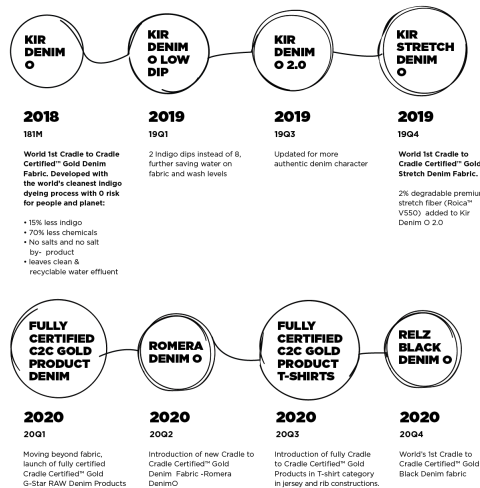 KIR
DENIM
O
KIR
DENIM
O LOW
DIP
KIR
DENIM
O 2.0
KIR
STRETCH
DENIM
O
2018
181M
World 1st Cradle to Cradle
Certified™ Gold Denim
Fabric. Developed with
the world's cleanest indigo
dyeing process with 0 risk
for people and planet:
• 15% less indigo
• 70% less chemicals
• No salts and no salt
by- product
• leaves clean &
recyclable water effluent
2019
19Q1
2 Indigo dips instead of 8,
further saving water on
fabric and wash levels
2019
19Q3
Updated for more
authentic denim character
2019
19Q4
World 1st Cradle to
Cradle Certified™ Gold
Stretch Denim Fabric.
2% degradable premium
stretch fiber (Roica™
V550) added to Kir
Denim O 2.0
FULLY
CERTIFIED
C2C GOLD
PRODUCT
DENIM
ROMERA
DENIM O
FULLY
CERTIFIED
C2C GOLD
PRODUCT
T-SHIRTS
RELZ
BLACK
DENIM O
2020
20Q1
Moving beyond fabric,
launch of fully certified
Cradle Certified™ Gold
G-Star RAW Denim Products
2020
20Q2
Introduction of new Cradle to
Cradle Certified™ Gold
Denim Fabric -Romera
DenimO
2020
20Q3
Introduction of fully Cradle
to Cradle Certified™ Gold
Products in T-shirt category
in jersey and rib constructions.
2020
20Q4
World's 1st Cradle to
Cradle Certified™ Gold
Black Denim fabric